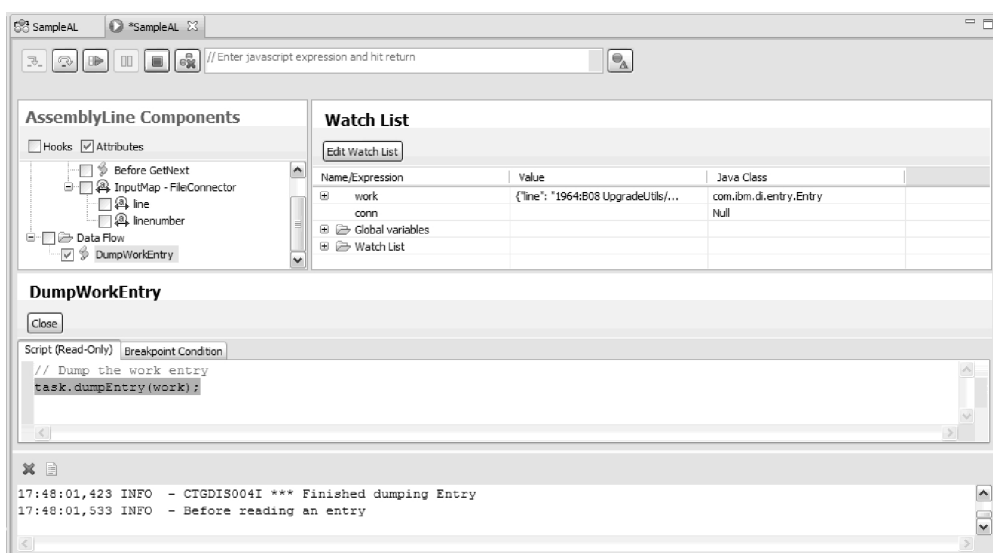 SampleAL *SampleAL
// Enter javascript expression and hit return
AssemblyLine Components
Hooks Attributes
Before GetNext
InputMap - FileConnector
line
linenumber
Data Flow
DumpWorkEntry
Watch List
Edit Watch List
Name/Expression Value Java Class
work {"line": "1964:B08 UpgradeUtils/... com.ibm.di.entry.Entry
conn Null
Global variables
Watch List
DumpWorkEntry
Close
Script (Read-Only) Breakpoint Condition
// Dump the work entry
task.dumpEntry(work);
17:48:01,423 INFO - CTGDIS004I *** Finished dumping Entry
17:48:01,533 INFO - Before reading an entry